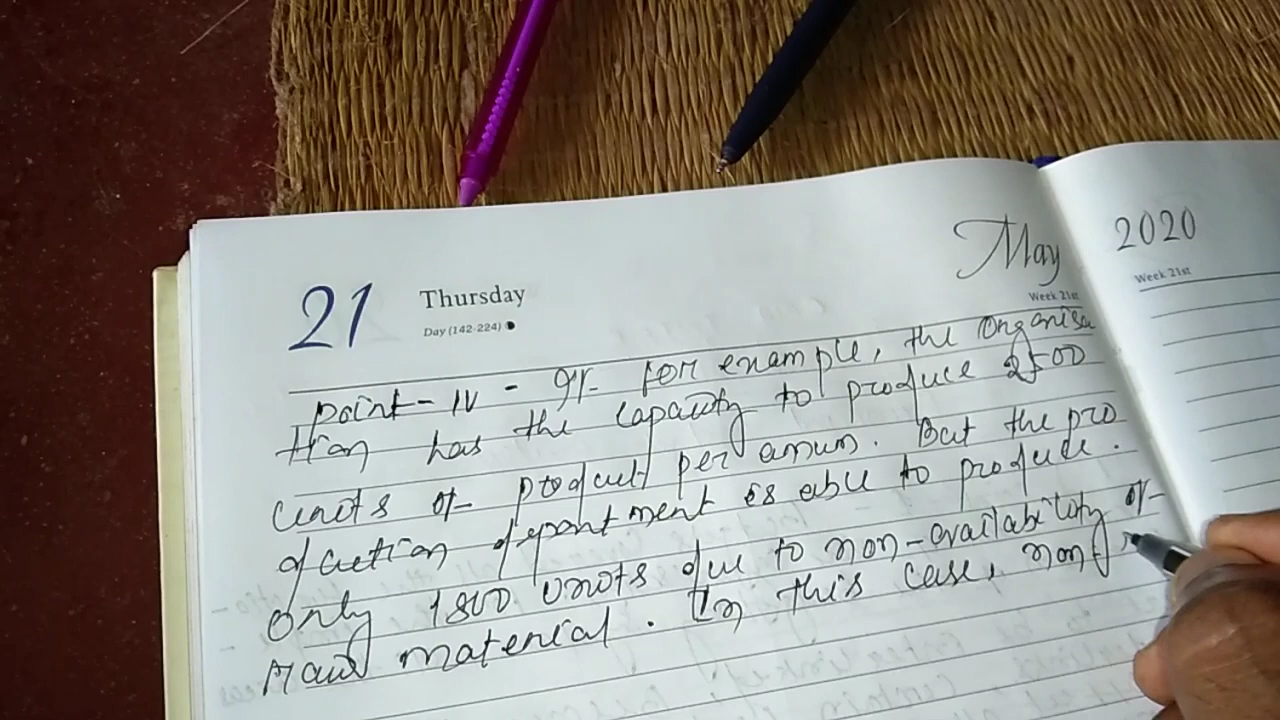 May 2020
21 Thursday
Day (142-224)
Week 21st
Week 21st
Point-IV - If for example, the organisa
tion has the capacity to produce 2500
units of product per annum. But the pro
duction department is able to produce.
only 1800 units due to non-availability of
raw material. In this case, non